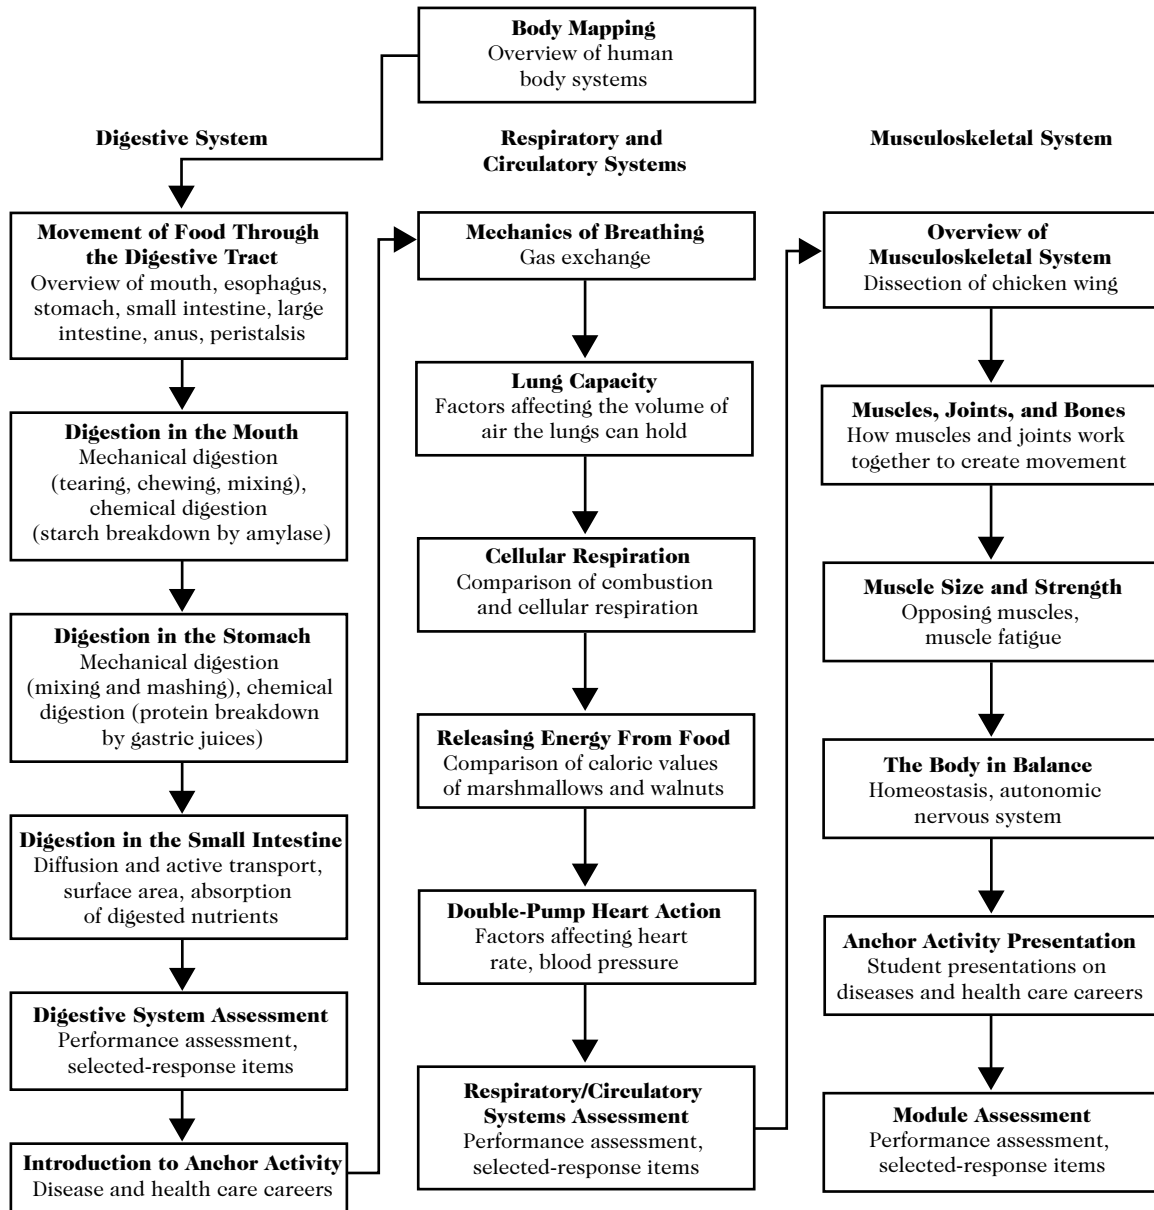 Body Mapping
Overview of human
body systems
Digestive System
Movement of Food Through
the Digestive Tract
Overview of mouth, esophagus,
stomach, small intestine, large
intestine, anus, peristalsis
Digestion in the Mouth
Mechanical digestion
(tearing, chewing, mixing),
chemical digestion
(starch breakdown by amylase)
Digestion in the Stomach
Mechanical digestion
(mixing and mashing), chemical
digestion (protein breakdown
by gastric juices)
Digestion in the Small Intestine
Diffusion and active transport,
surface area, absorption
of digested nutrients
Digestive System Assessment
Performance assessment,
selected-response items
Introduction to Anchor Activity
Disease and health care careers
Respiratory and
Circulatory Systems
Mechanics of Breathing
Gas exchange
Lung Capacity
Factors affecting the volume of
air the lungs can hold
Cellular Respiration
Comparison of combustion
and cellular respiration
Releasing Energy From Food
Comparison of caloric values
of marshmallows and walnuts
Double-Pump Heart Action
Factors affecting heart
rate, blood pressure
Respiratory/Circulatory
Systems Assessment
Performance assessment,
selected-response items
Musculoskeletal System
Overview of
Musculoskeletal System
Dissection of chicken wing
Muscles, Joints, and Bones
How muscles and joints work
together to create movement
Muscle Size and Strength
Opposing muscles,
muscle fatigue
The Body in Balance
Homeostasis, autonomic
nervous system
Anchor Activity Presentation
Student presentations on
diseases and health care careers
Module Assessment
Performance assessment,
selected-response items